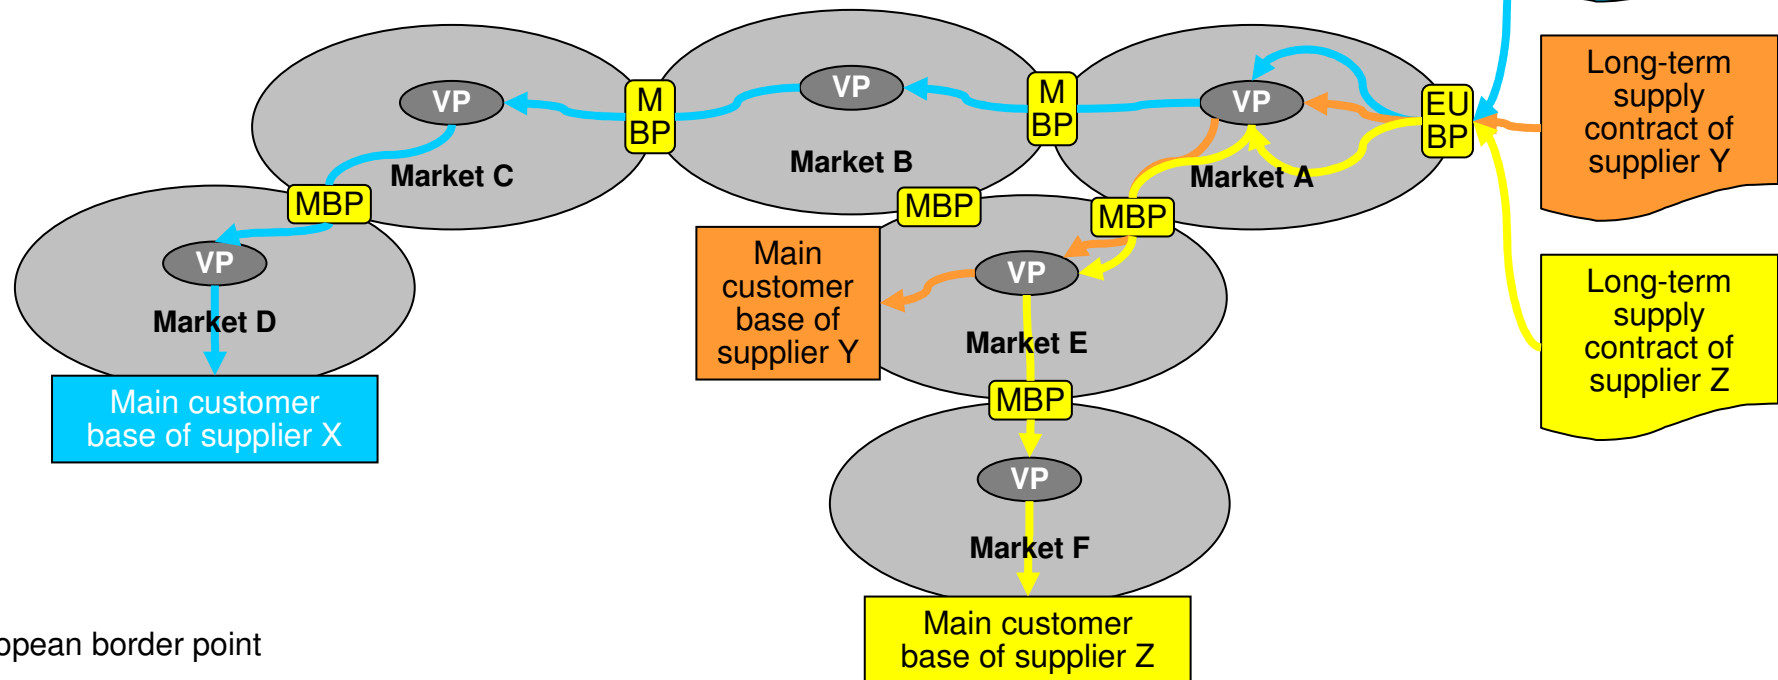 Long-term
supply
contract of
supplier Y
VP
M
BP
VP
M
BP
VP
EU
BP
Market C
Market B
Market A
MBP
MBP
MBP
VP
Market D
Main
customer
base of
supplier Y
VP
Market E
Long-term
supply
contract of
supplier Z
Main customer
base of supplier X
MBP
VP
Market F
Main customer
base of supplier Z
opean border point